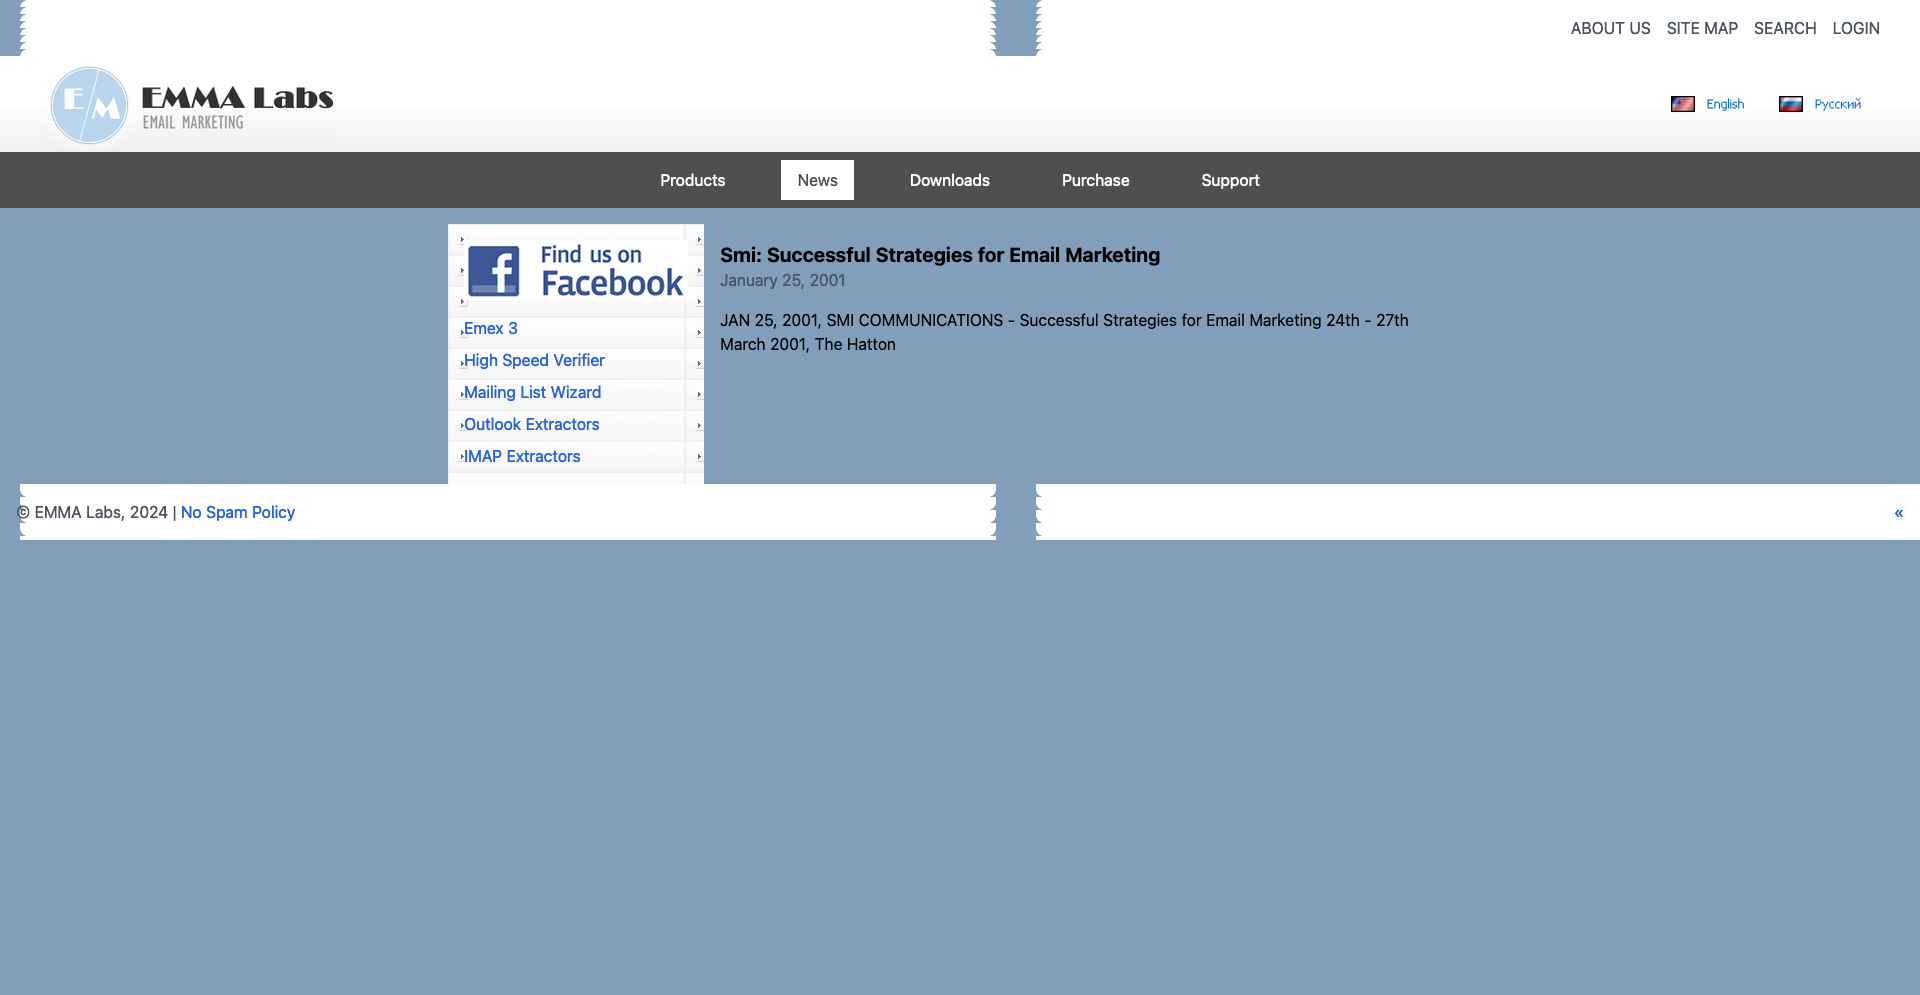 ABOUT US SITE MAP SEARCH LOGIN
E/M EMMA Labs
EMAIL MARKETING
English Русский
Products News Downloads Purchase Support
Find us on
Facebook
Emex 3
High Speed Verifier
Mailing List Wizard
Outlook Extractors
IMAP Extractors
Smi: Successful Strategies for Email Marketing
January 25, 2001
JAN 25, 2001, SMI COMMUNICATIONS - Successful Strategies for Email Marketing 24th - 27th
March 2001, The Hatton
© EMMA Labs, 2024 | No Spam Policy «